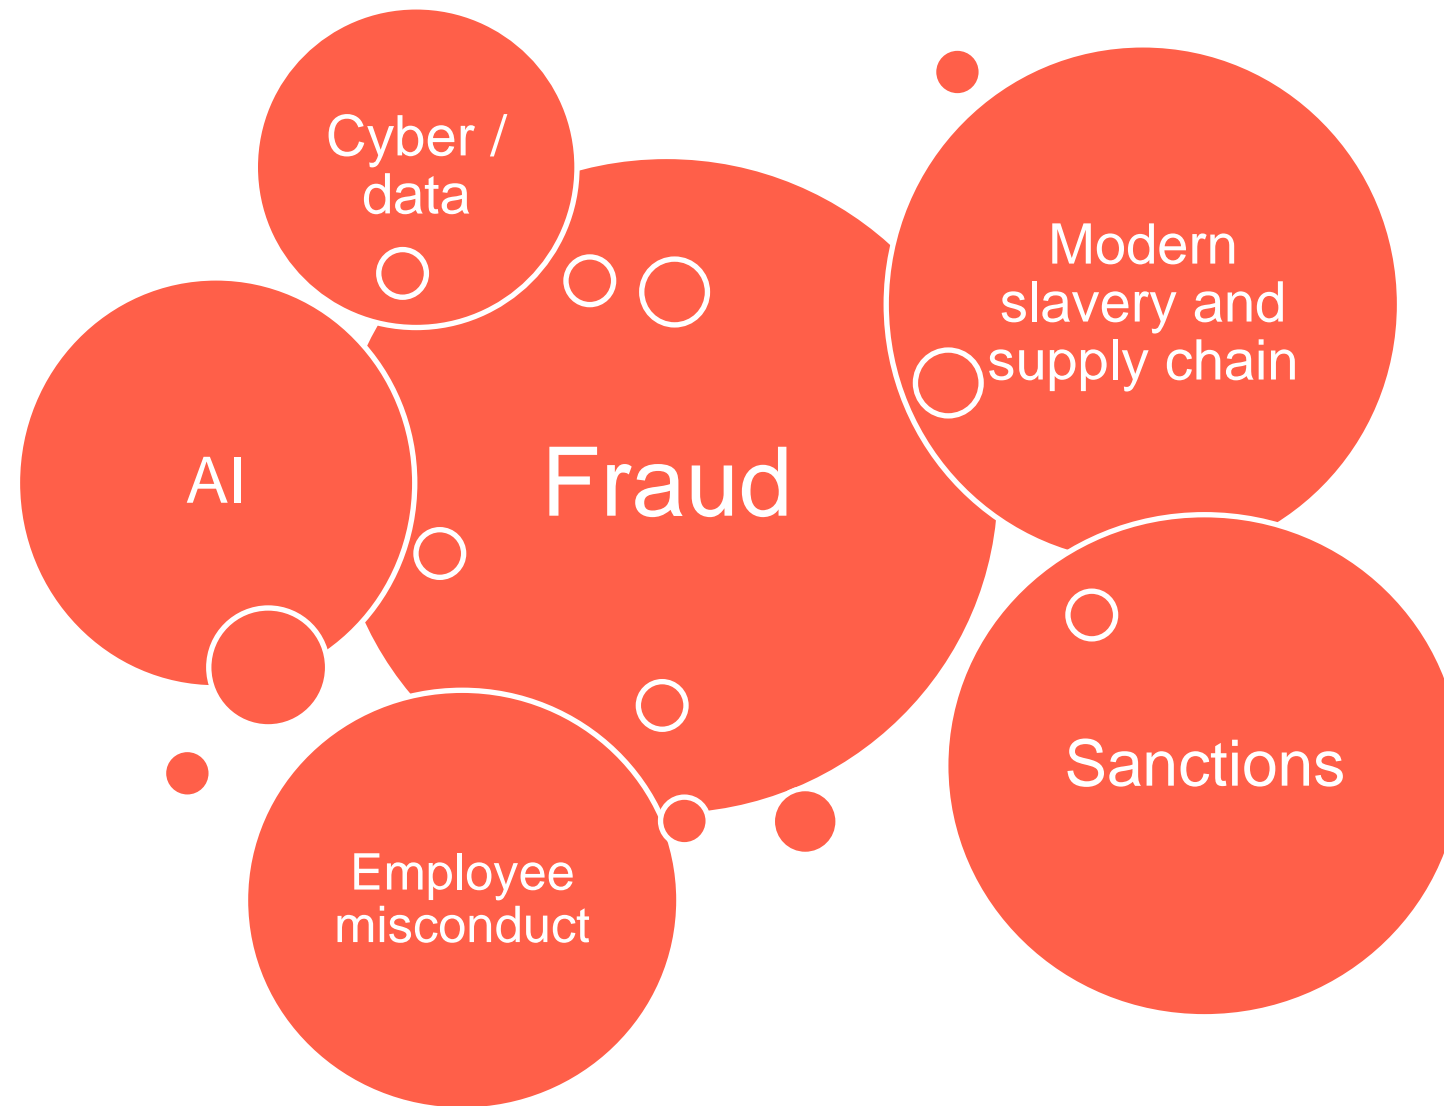 Cyber /
data
Modern
slavery and
supply chain
AI
Fraud
Sanctions
Employee
misconduct